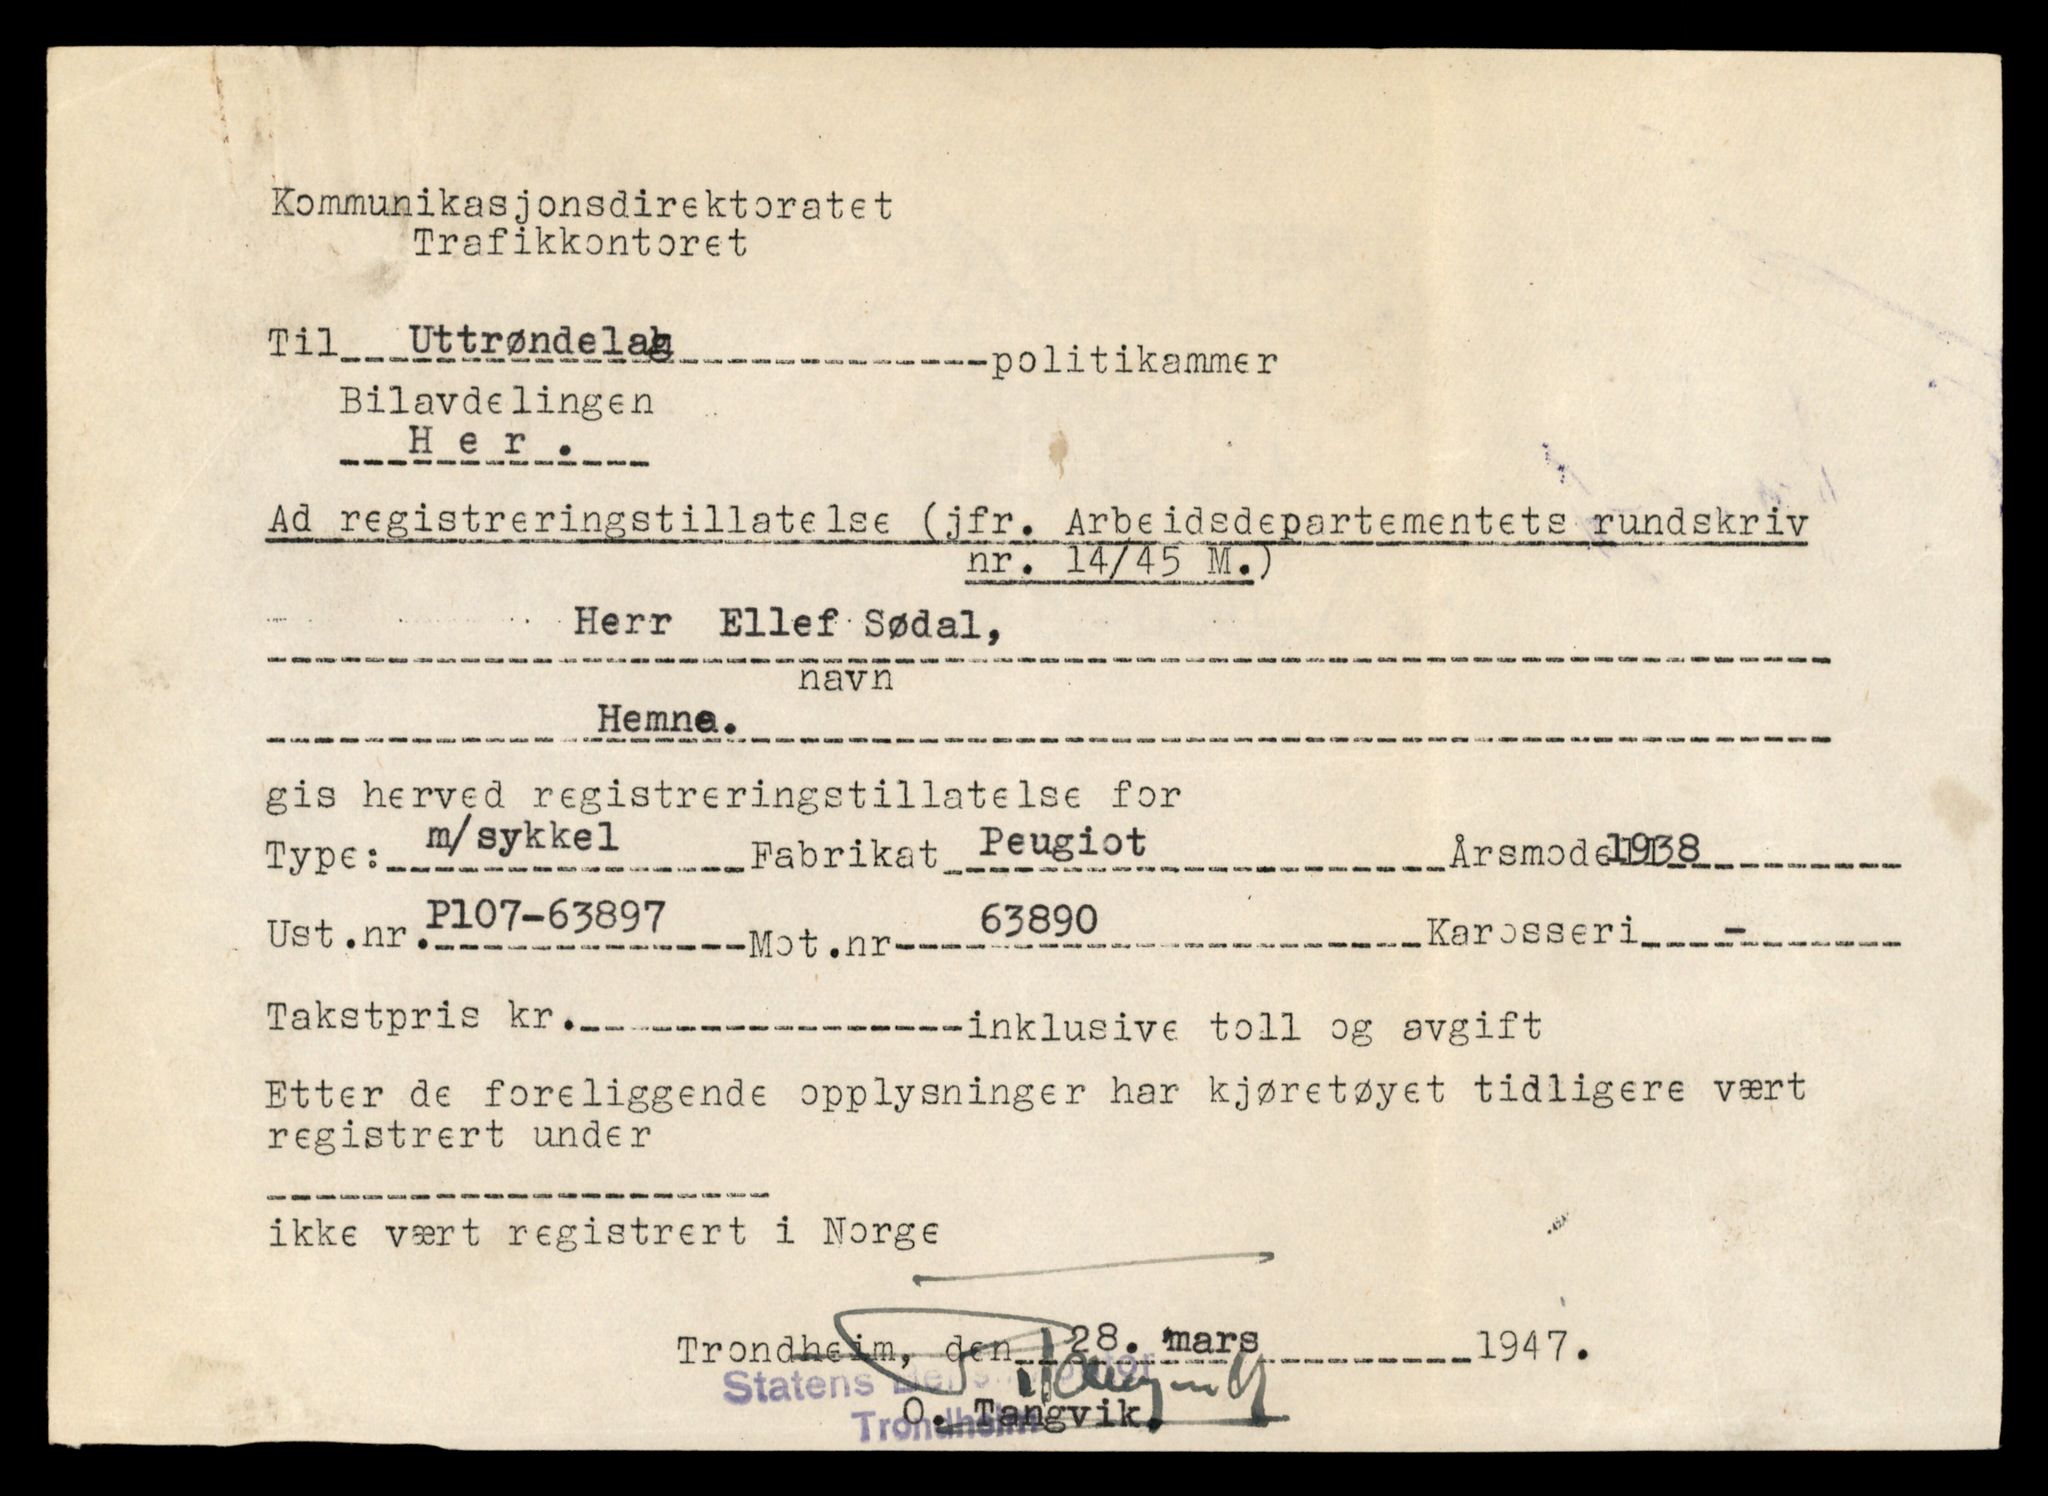 Kommunikasjonsdirektoratet
Trafikkontoret
Til Uttrøndelag politikammer
Bilavdelingen
H e r .
Ad registreringstillatelse (jfr. Arbeidsdepartementets rundskriv
nr. 14/45 M.)
Herr Ellef Sødal,
navn
Hemne.
gis herved registreringstillatelse for
Type: m/sykkel Fabrikat Peugiot Årsmodell 1938
Ust.nr. P107-63897 Mot.nr 63890 Karosseri -
Takstpris kr. inklusive toll og avgift
Etter de foreliggende opplysninger har kjøretøyet tidligere vært
registrert under
ikke vært registrert i Norge
Trondheim, den 28. mars 1947.
Statens
O. Tangvik.
Trondheim